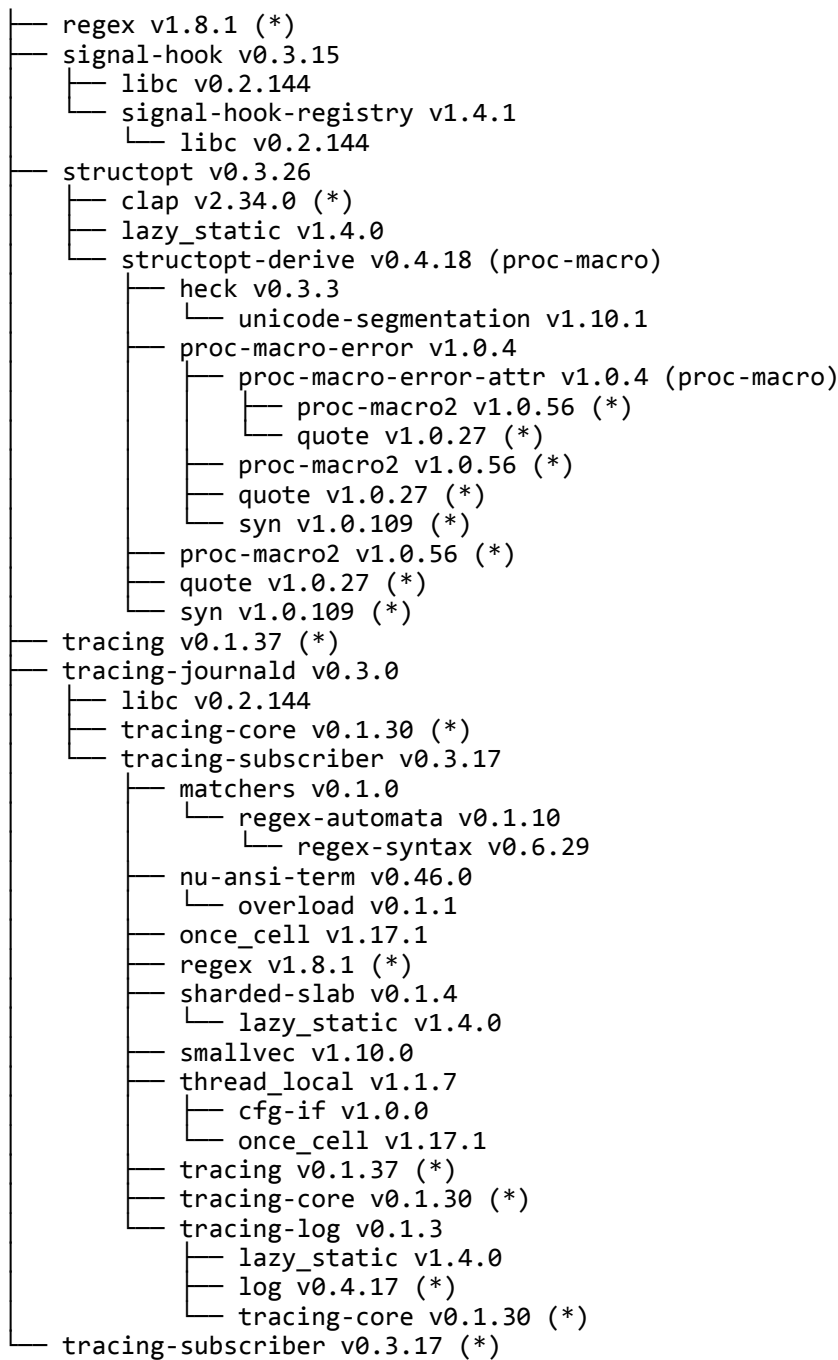 ├── regex v1.8.1 (*)
├── signal-hook v0.3.15
│   ├── libc v0.2.144
│   └── signal-hook-registry v1.4.1
│       └── libc v0.2.144
├── structopt v0.3.26
│   ├── clap v2.34.0 (*)
│   ├── lazy_static v1.4.0
│   └── structopt-derive v0.4.18 (proc-macro)
│       ├── heck v0.3.3
│       │   └── unicode-segmentation v1.10.1
│       ├── proc-macro-error v1.0.4
│       │   ├── proc-macro-error-attr v1.0.4 (proc-macro)
│       │   │   ├── proc-macro2 v1.0.56 (*)
│       │   │   └── quote v1.0.27 (*)
│       │   ├── proc-macro2 v1.0.56 (*)
│       │   ├── quote v1.0.27 (*)
│       │   └── syn v1.0.109 (*)
│       ├── proc-macro2 v1.0.56 (*)
│       ├── quote v1.0.27 (*)
│       └── syn v1.0.109 (*)
├── tracing v0.1.37 (*)
├── tracing-journald v0.3.0
│   ├── libc v0.2.144
│   ├── tracing-core v0.1.30 (*)
│   └── tracing-subscriber v0.3.17
│       ├── matchers v0.1.0
│       │   └── regex-automata v0.1.10
│       │       └── regex-syntax v0.6.29
│       ├── nu-ansi-term v0.46.0
│       │   └── overload v0.1.1
│       ├── once_cell v1.17.1
│       ├── regex v1.8.1 (*)
│       ├── sharded-slab v0.1.4
│       │   └── lazy_static v1.4.0
│       ├── smallvec v1.10.0
│       ├── thread_local v1.1.7
│       │   ├── cfg-if v1.0.0
│       │   └── once_cell v1.17.1
│       ├── tracing v0.1.37 (*)
│       ├── tracing-core v0.1.30 (*)
│       └── tracing-log v0.1.3
│           ├── lazy_static v1.4.0
│           ├── log v0.4.17 (*)
│           └── tracing-core v0.1.30 (*)
└── tracing-subscriber v0.3.17 (*)